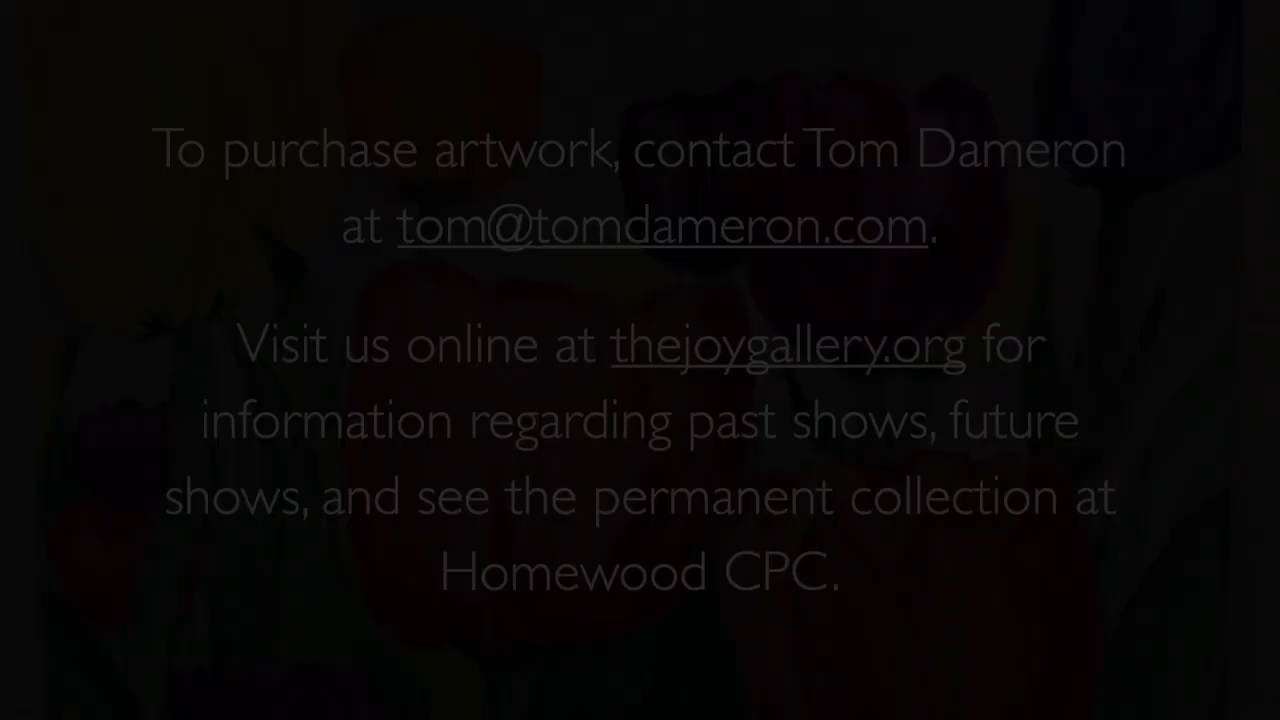 To purchase artwork, contact Tom Dameron
at tom@tomdameron.com.
Visit us online at thejoygallery.org for
information regarding past shows, future
shows, and see the permanent collection at
Homewood CPC.